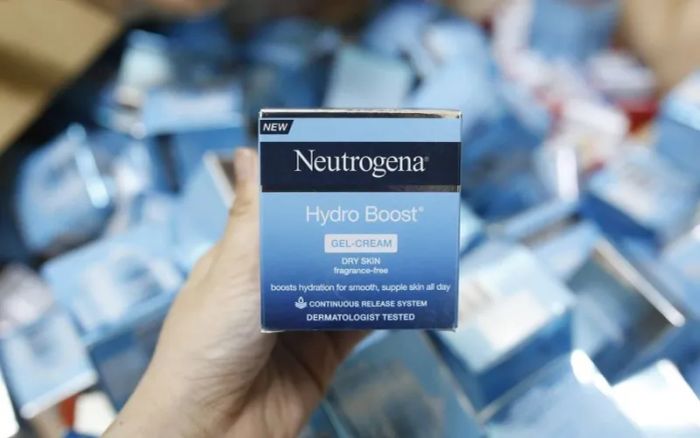 NEW
Neutrogena®
Hydro Boost®
GEL-CREAM
DRY SKIN
fragrance-free
boosts hydration for smooth, supple skin all day
CONTINUOUS RELEASE SYSTEM
DERMATOLOGIST TESTED